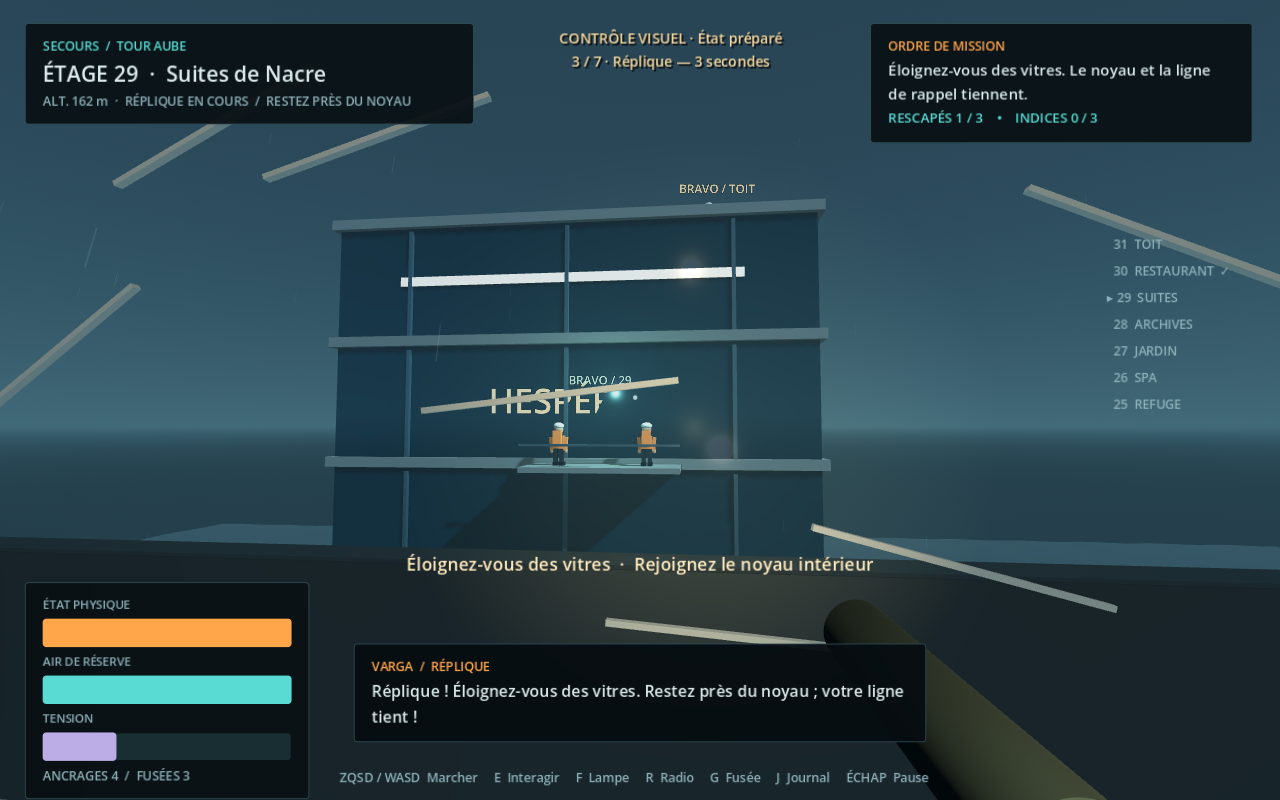 SECOURS / TOUR AUBE
ÉTAGE 29 · Suites de Nacre
ALT. 162 m · RÉPLIQUE EN COURS / RESTEZ PRÈS DU NOYAU
CONTRÔLE VISUEL · État préparé
3 / 7 · Réplique — 3 secondes
ORDRE DE MISSION
Éloignez-vous des vitres. Le noyau et la ligne
de rappel tiennent.
RESCAPÉS 1 / 3 • INDICES 0 / 3
BRAVO / TOIT
31 TOIT
30 RESTAURANT ✓
▸ 29 SUITES
28 ARCHIVES
27 JARDIN
26 SPA
25 REFUGE
BRAVO / 29
Éloignez-vous des vitres · Rejoignez le noyau intérieur
ÉTAT PHYSIQUE
AIR DE RÉSERVE
TENSION
ANCRAGES 4 / FUSÉES 3
VARGA / RÉPLIQUE
Réplique ! Éloignez-vous des vitres. Restez près du noyau ; votre ligne
tient !
ZQSD / WASD Marcher E Interagir F Lampe R Radio G Fusée J Journal ÉCHAP Pause